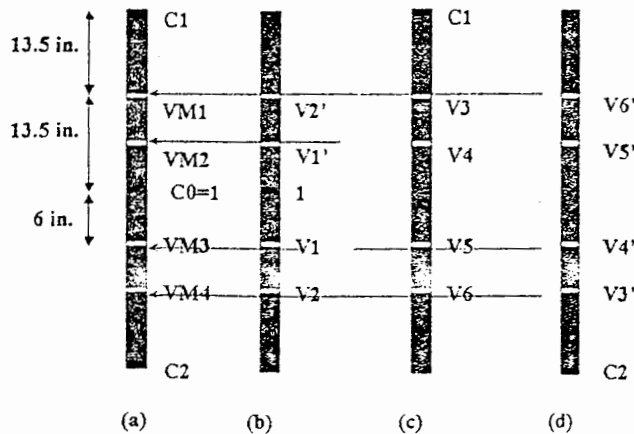 C1 C1
13.5 in.
VM1 V2' V3 V6'
13.5 in.
VM2 V1' V4 V5'
C0=1 1
6 in.
VM3 V1 V5 V4'
VM4 V2 V6 V3'
C2 C2
(a) (b) (c) (d)